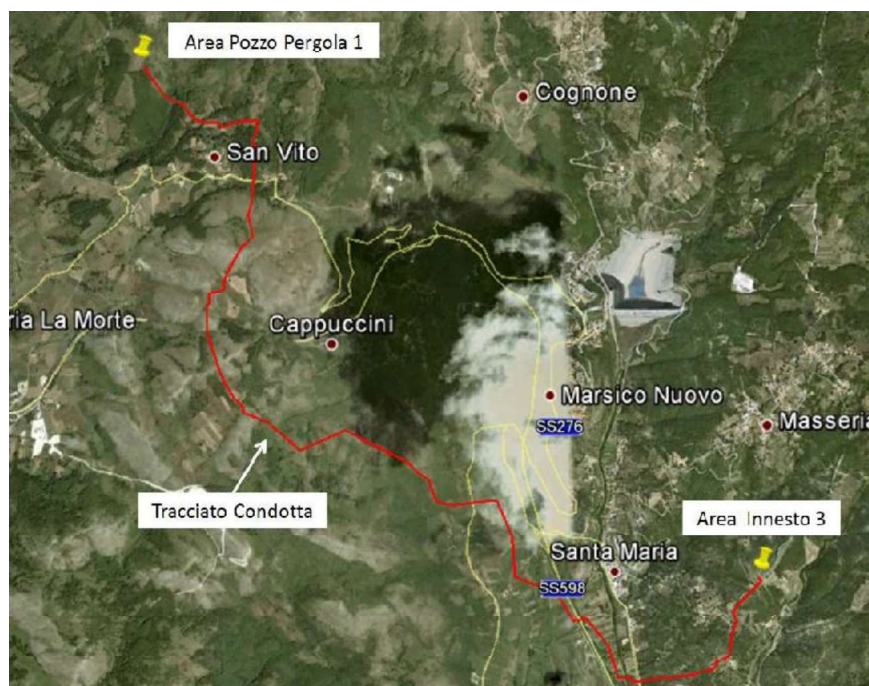 Area Pozzo Pergola 1
Cognone
San Vito
ria La Morte
Cappuccini
Marsico Nuovo
SS276
Masseria
Tracciato Condotta
Area Innesto 3
Santa Maria
SS598